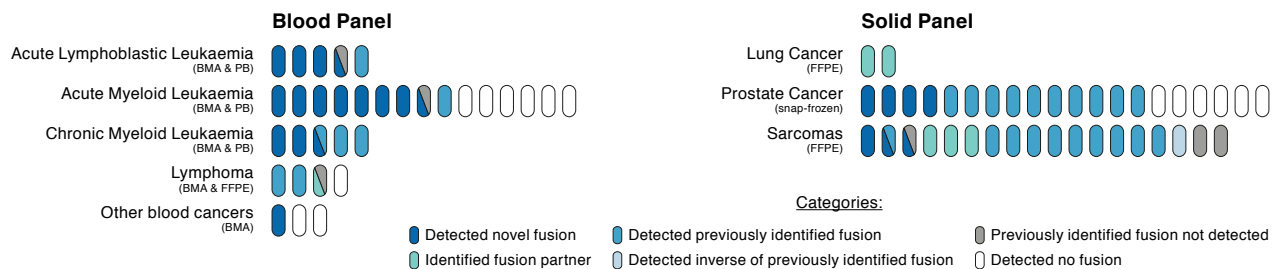 Blood Panel
Solid Panel
Acute Lymphoblastic Leukaemia
(BMA & PB)
Acute Myeloid Leukaemia
(BMA & PB)
Chronic Myeloid Leukaemia
(BMA & PB)
Lymphoma
(BMA & FFPE)
Other blood cancers
(BMA)
Lung Cancer
(FFPE)
Prostate Cancer
(snap-frozen)
Sarcomas
(FFPE)
Categories:
Detected novel fusion
Detected previously identified fusion
Previously identified fusion not detected
Identified fusion partner
Detected inverse of previously identified fusion
Detected no fusion